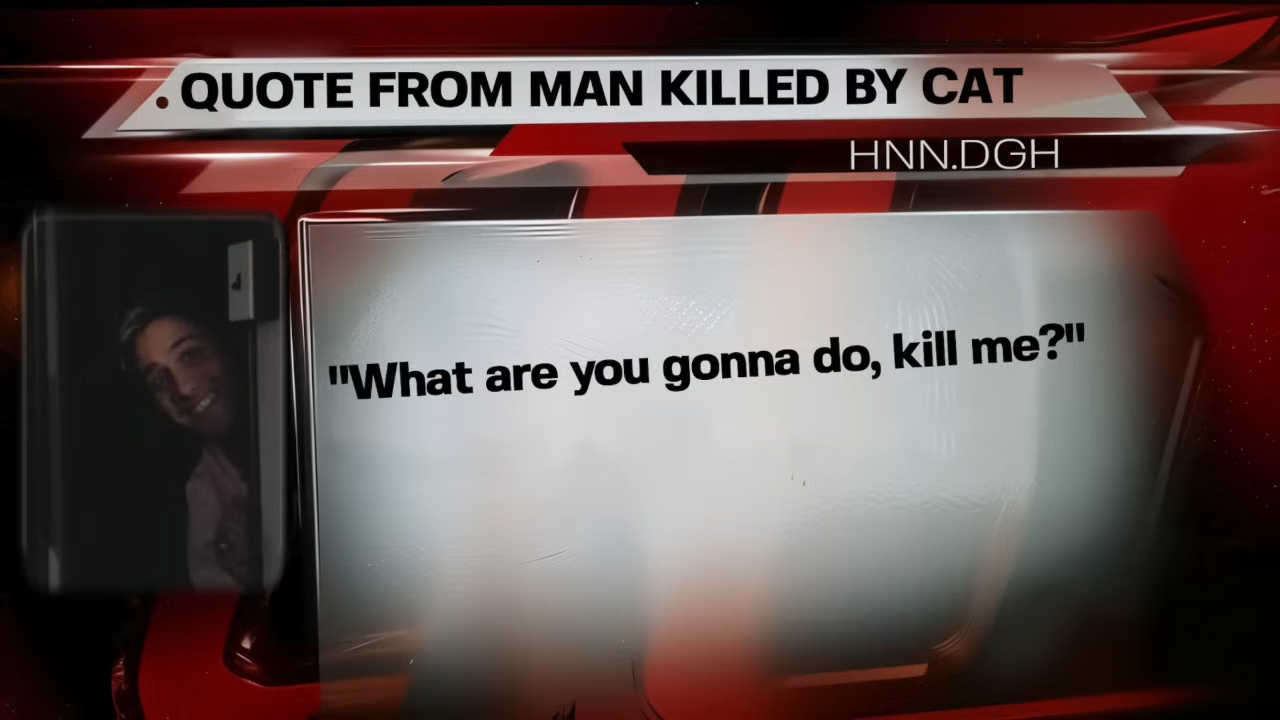 QUOTE FROM MAN KILLED BY CAT
HNN.DGH
"What are you gonna do, kill me?"